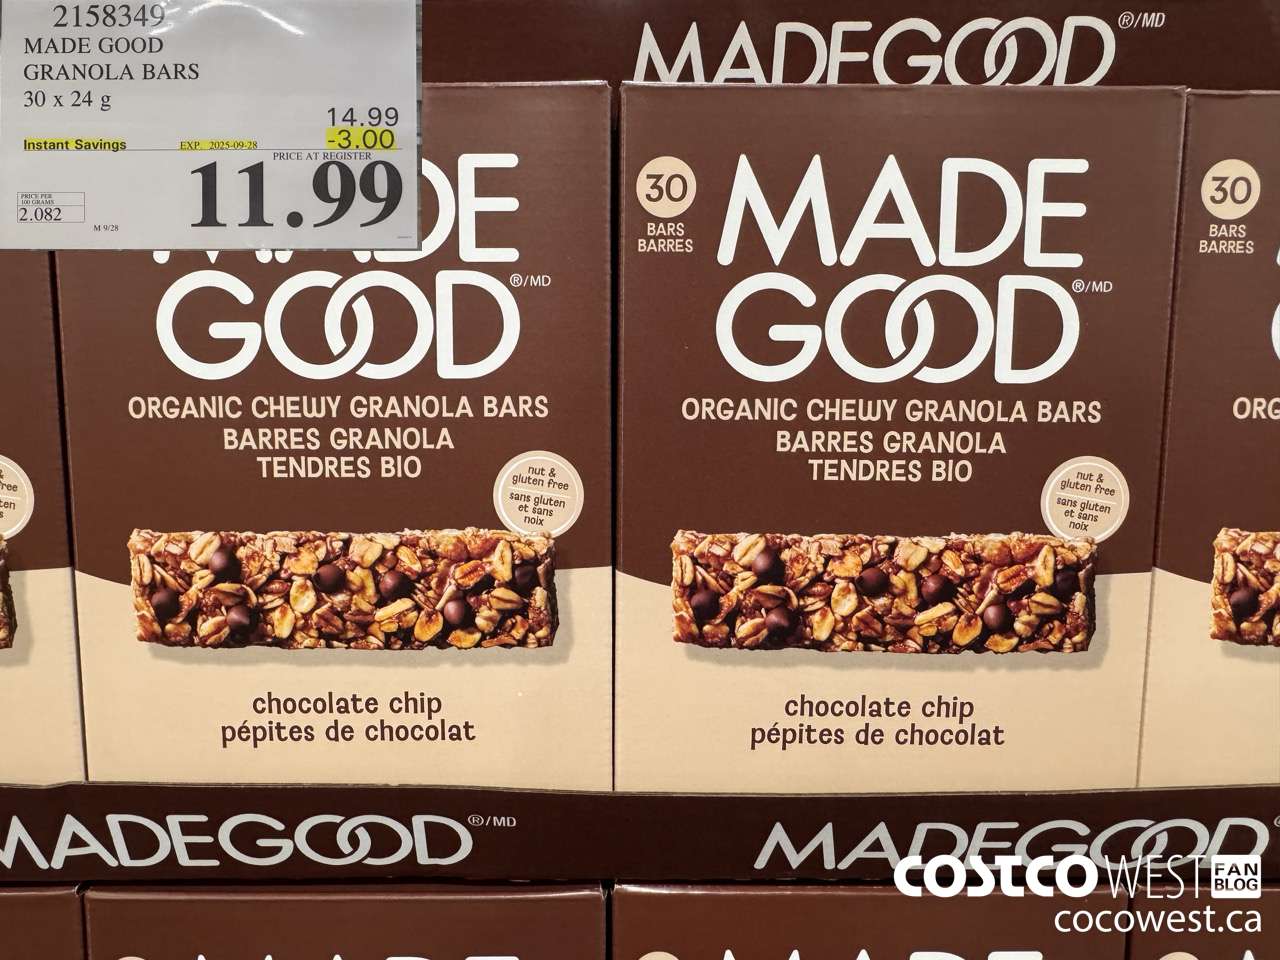 2158349
MADE GOOD
GRANOLA BARS
30 x 24 g
14.99
Instant Savings EXP. 2025-09-28 -3.00
PRICE AT REGISTER
11.99
PRICE PER
100 GRAMS
2.082
M 9/28
MADEGOOD®/MD
DE
GOOD®/MD
ORGANIC CHEWY GRANOLA BARS
BARRES GRANOLA
TENDRES BIO
nut &
gluten free
sans gluten
et sans
noix
chocolate chip
pépites de chocolat
30
BARS
BARRES
MADE
GOOD®/MD
ORGANIC CHEWY GRANOLA BARS
BARRES GRANOLA
TENDRES BIO
nut &
gluten free
sans gluten
et sans
noix
chocolate chip
pépites de chocolat
30
BARS
BARRES
ORG
MADEGOOD®/MD
MADEGOOD
COSTCO WEST FAN BLOG
cocowest.ca